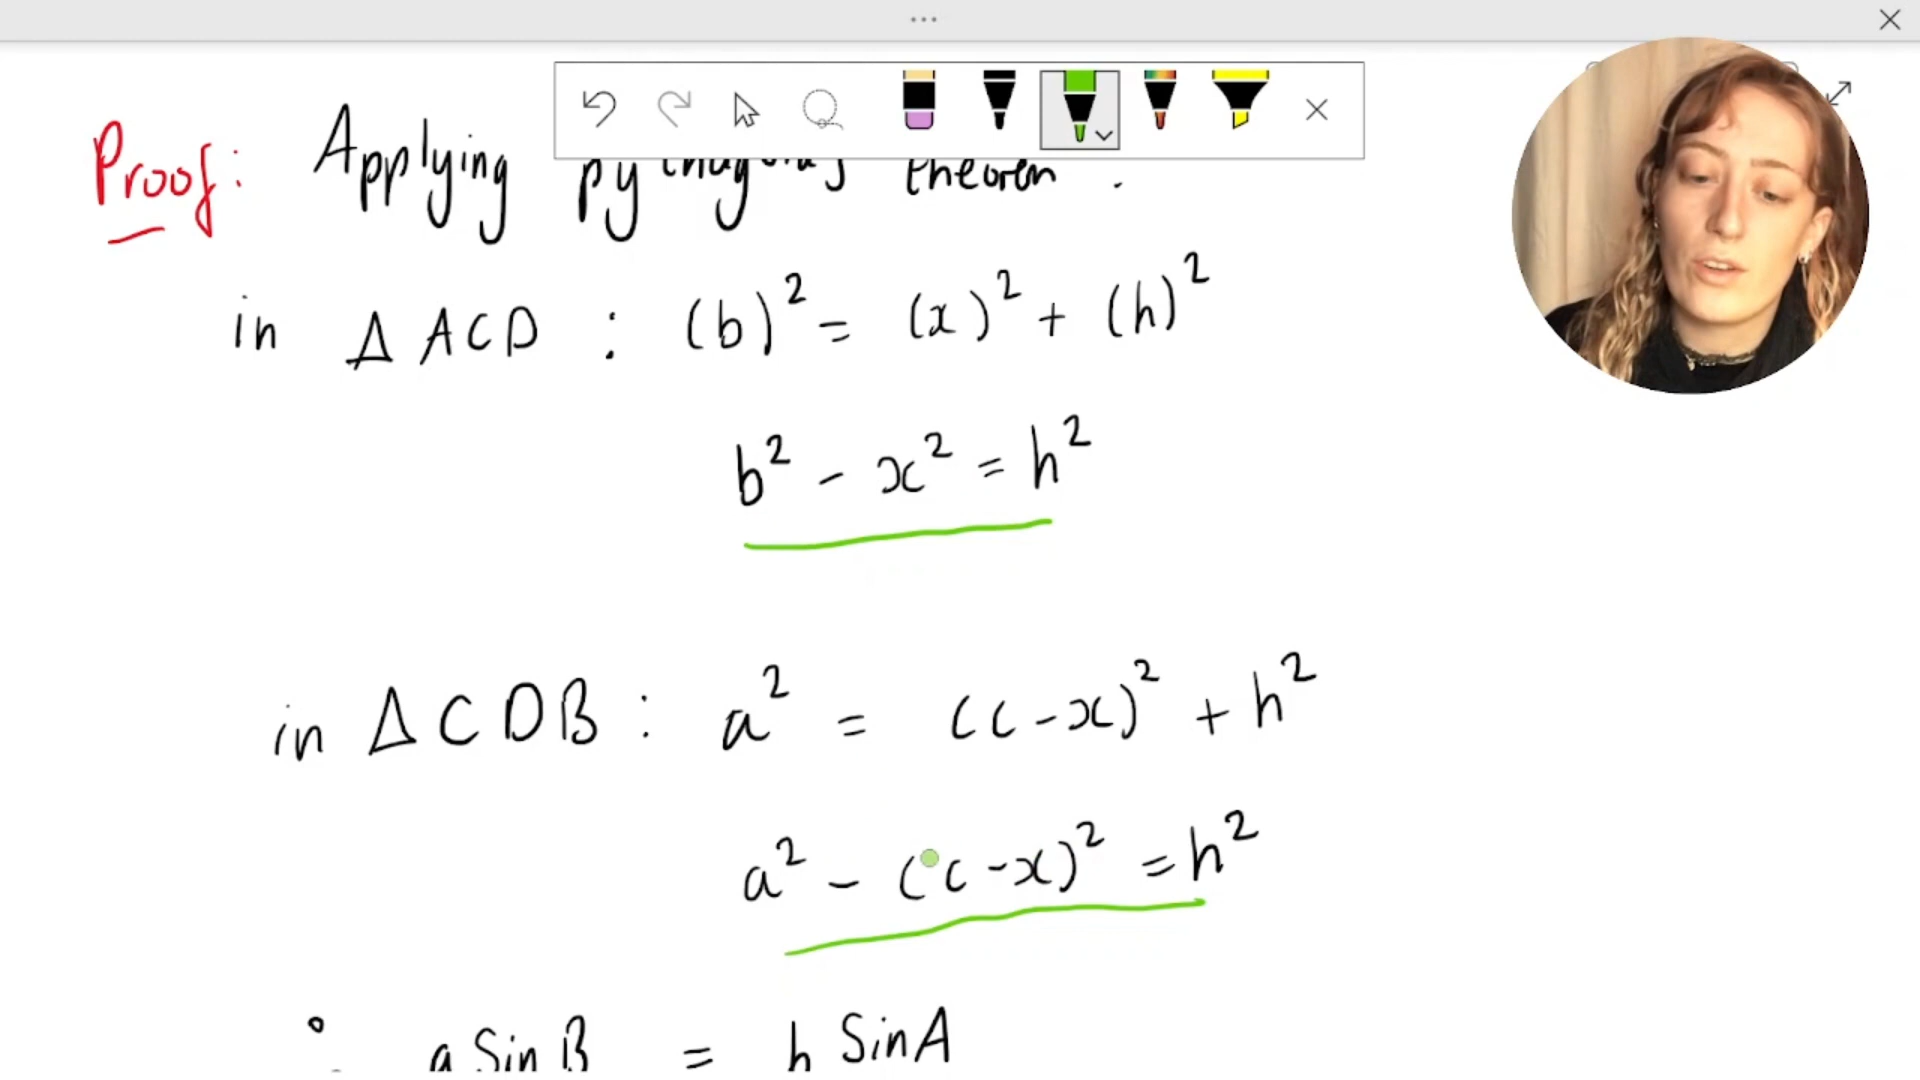 Proof: Applying pythagoras theorem .
in Δ ACD : (b)² = (x)² + (h)²
b² - x² = h²
in Δ CDB : a² = (c-x)² + h²
a² - (c-x)² = h²
a Sin B = b Sin A